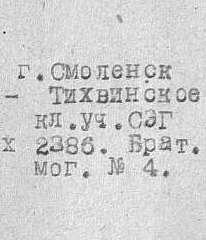 г. Смоленск
- Тихвинское
кл. уч. СЭГ
х 2386. Брат.
мог. № 4.